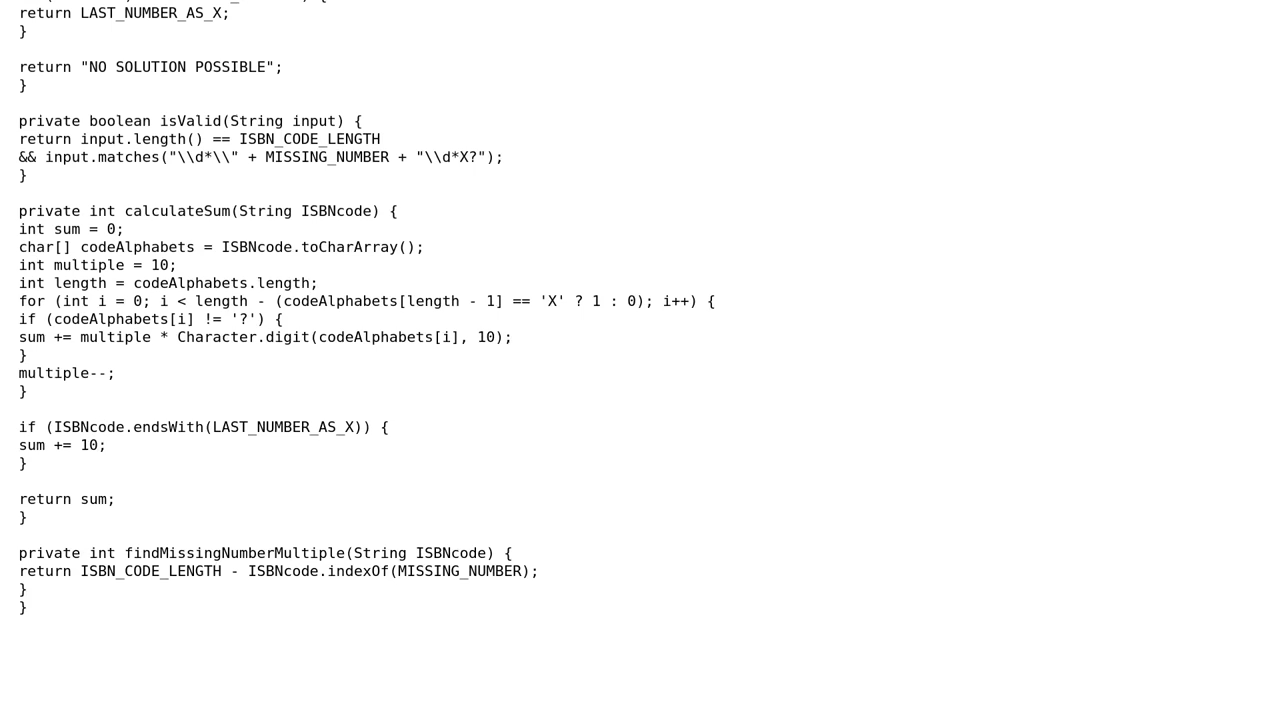 return LAST_NUMBER_AS_X;
}
return "NO SOLUTION POSSIBLE";
}
private boolean isValid(String input) {
return input.length() == ISBN_CODE_LENGTH
&& input.matches("\\d*\\" + MISSING_NUMBER + "\\d*X?");
}
private int calculateSum(String ISBNcode) {
int sum = 0;
char[] codeAlphabets = ISBNcode.toCharArray();
int multiple = 10;
int length = codeAlphabets.length;
for (int i = 0; i < length - (codeAlphabets[length - 1] == 'X' ? 1 : 0); i++) {
if (codeAlphabets[i] != '?') {
sum += multiple * Character.digit(codeAlphabets[i], 10);
}
multiple--;
}
if (ISBNcode.endsWith(LAST_NUMBER_AS_X)) {
sum += 10;
}
return sum;
}
private int findMissingNumberMultiple(String ISBNcode) {
return ISBN_CODE_LENGTH - ISBNcode.indexOf(MISSING_NUMBER);
}
}